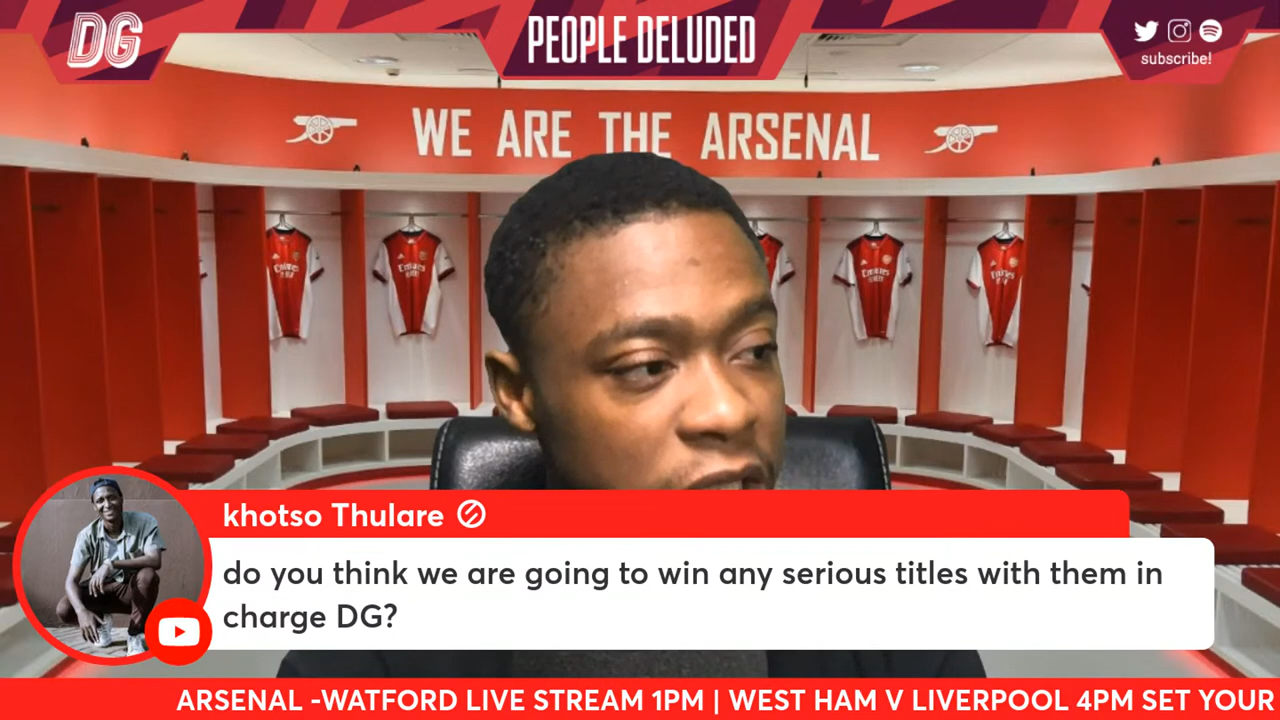 DG
PEOPLE DELUDED
subscribe!
WE ARE THE ARSENAL
khotso Thulare
do you think we are going to win any serious titles with them in
charge DG?
ARSENAL -WATFORD LIVE STREAM 1PM | WEST HAM V LIVERPOOL 4PM SET YOUR